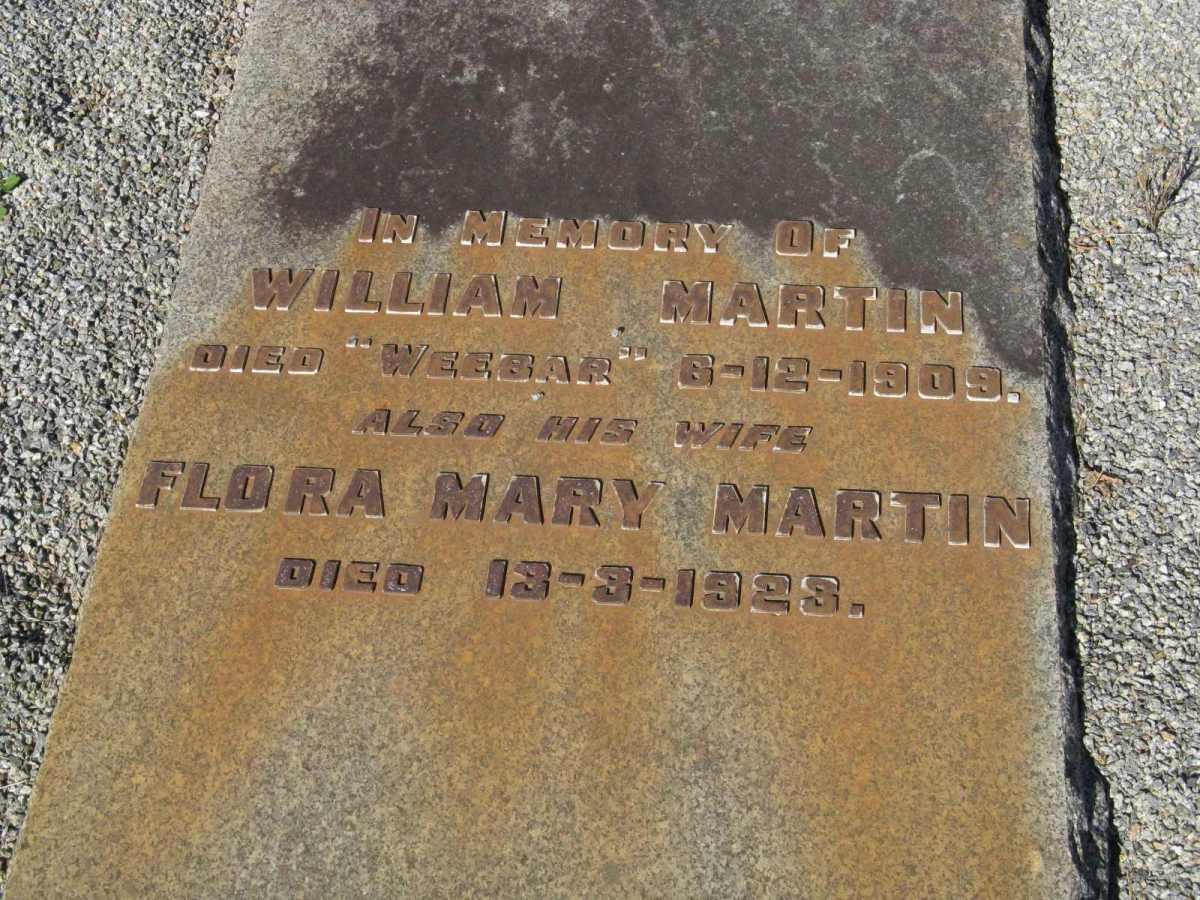 IN MEMORY OF
WILLIAM MARTIN
DIED "WEEBAR" 6-12-1909.
ALSO HIS WIFE
FLORA MARY MARTIN
DIED 13-3-1923.